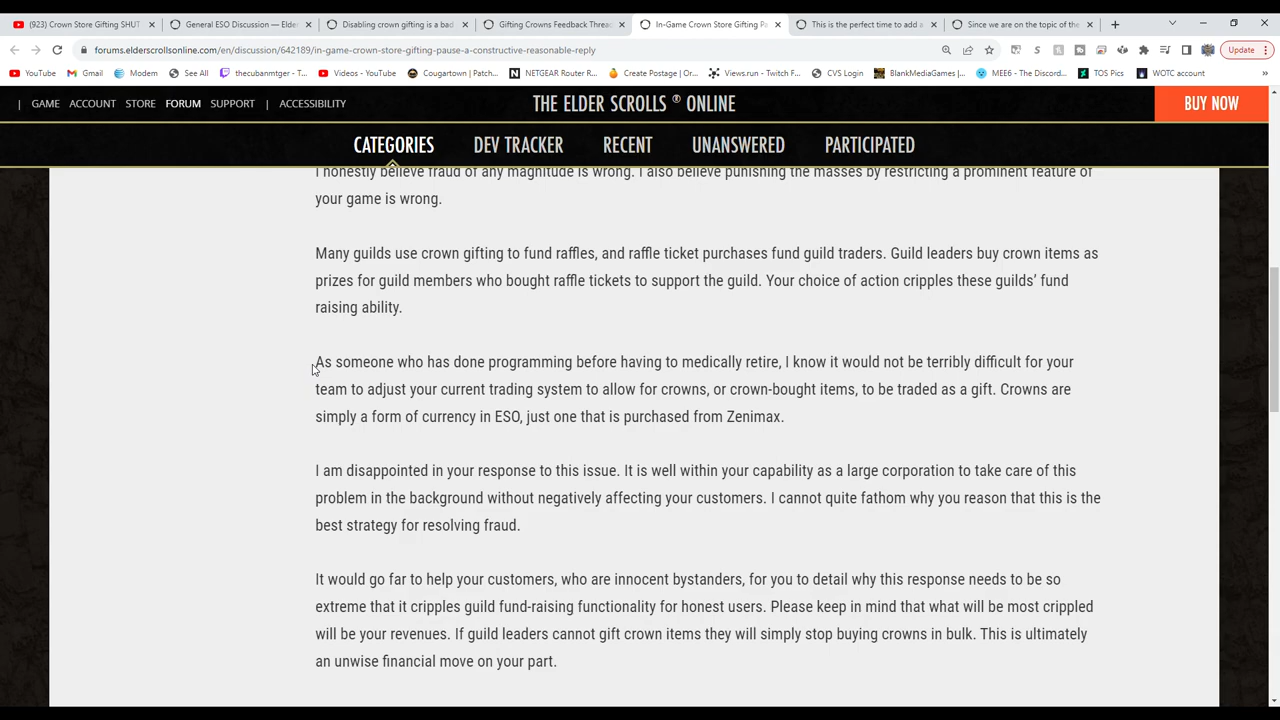 (923) Crown Store Gifting SHUT
General ESO Discussion — Elder
Disabling crown gifting is a bad
Gifting Crowns Feedback Thread
In-Game Crown Store Gifting Pa
This is the perfect time to add a
Since we are on the topic of the
forums.elderscrollsonline.com/en/discussion/642189/in-game-crown-store-gifting-pause-a-constructive-reasonable-reply
Update
YouTube Gmail Modem See All thecubanmtger - T... Videos - YouTube Cougartown | Patch... NETGEAR Router R... Create Postage | Or... Views.run - Twitch F... CVS Login BlankMediaGames |... MEE6 - The Discord... TOS Pics WOTC account
| GAME ACCOUNT STORE FORUM SUPPORT | ACCESSIBILITY
THE ELDER SCROLLS ® ONLINE
BUY NOW
CATEGORIES DEV TRACKER RECENT UNANSWERED PARTICIPATED
I honestly believe fraud of any magnitude is wrong. I also believe punishing the masses by restricting a prominent feature of
your game is wrong.
Many guilds use crown gifting to fund raffles, and raffle ticket purchases fund guild traders. Guild leaders buy crown items as
prizes for guild members who bought raffle tickets to support the guild. Your choice of action cripples these guilds’ fund
raising ability.
As someone who has done programming before having to medically retire, I know it would not be terribly difficult for your
team to adjust your current trading system to allow for crowns, or crown-bought items, to be traded as a gift. Crowns are
simply a form of currency in ESO, just one that is purchased from Zenimax.
I am disappointed in your response to this issue. It is well within your capability as a large corporation to take care of this
problem in the background without negatively affecting your customers. I cannot quite fathom why you reason that this is the
best strategy for resolving fraud.
It would go far to help your customers, who are innocent bystanders, for you to detail why this response needs to be so
extreme that it cripples guild fund-raising functionality for honest users. Please keep in mind that what will be most crippled
will be your revenues. If guild leaders cannot gift crown items they will simply stop buying crowns in bulk. This is ultimately
an unwise financial move on your part.